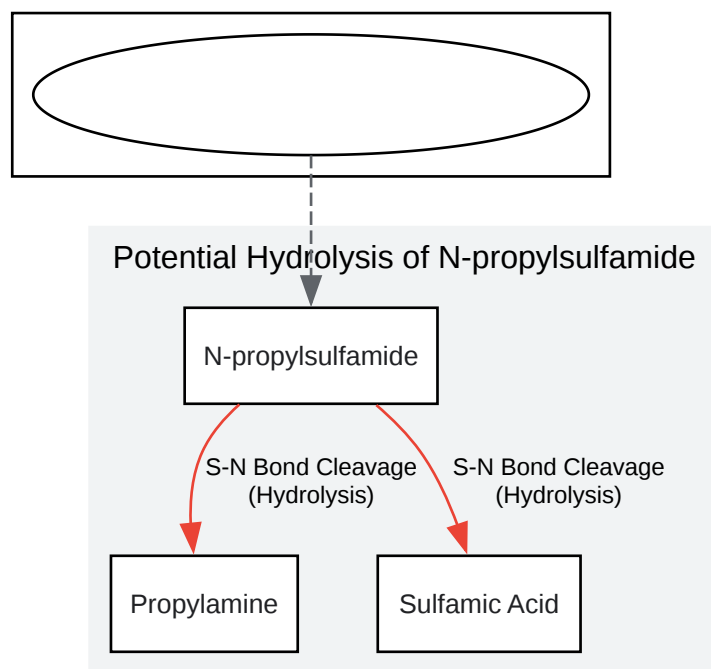 Potential Hydrolysis of N-propylsulfamide
N-propylsulfamide
S-N Bond Cleavage
(Hydrolysis)
S-N Bond Cleavage
(Hydrolysis)
Propylamine
Sulfamic Acid